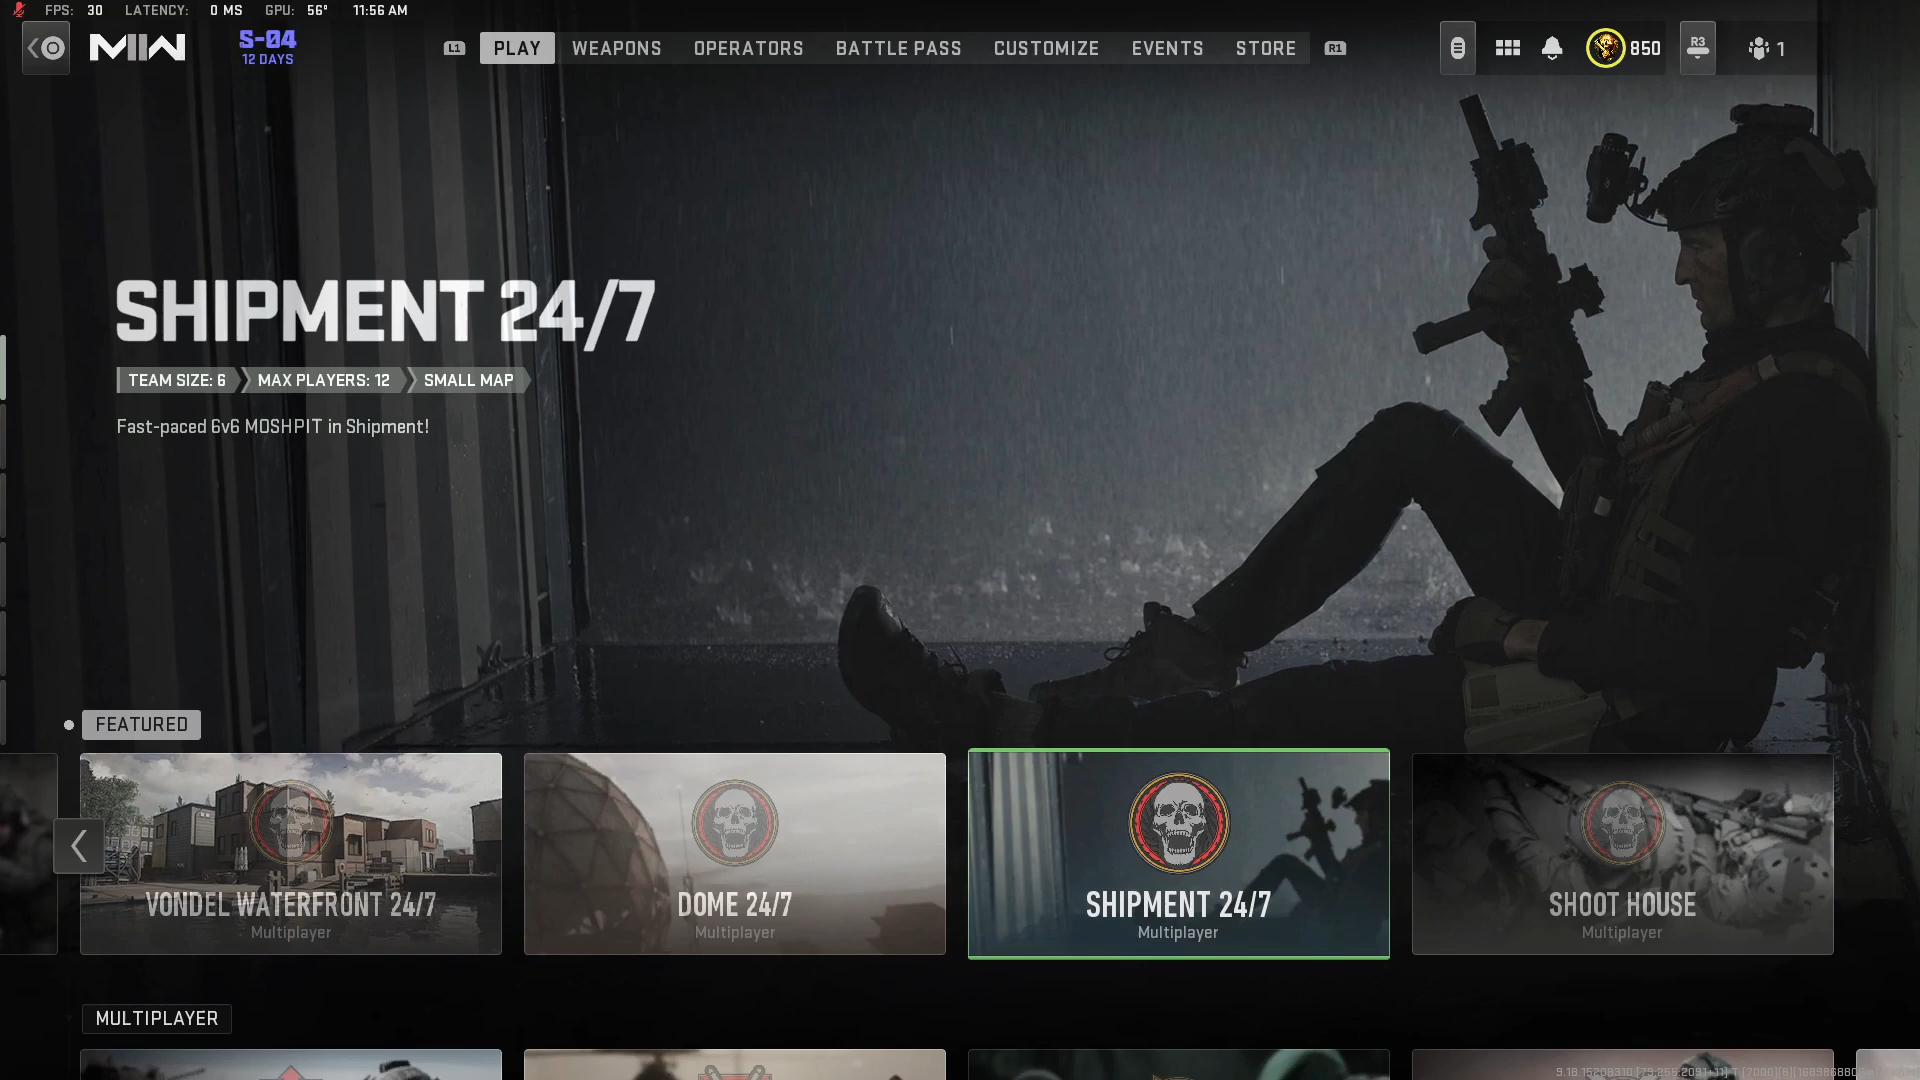 FPS: 30 LATENCY: 0 MS GPU: 56° 11:56 AM
MWII S-04
12 DAYS
L1 PLAY WEAPONS OPERATORS BATTLE PASS CUSTOMIZE EVENTS STORE R1
850 R3 1
SHIPMENT 24/7
TEAM SIZE: 6 MAX PLAYERS: 12 SMALL MAP
Fast-paced 6v6 MOSHPIT in Shipment!
FEATURED
VONDEL WATERFRONT 24/7
Multiplayer
DOME 24/7
Multiplayer
SHIPMENT 24/7
Multiplayer
SHOOT HOUSE
Multiplayer
MULTIPLAYER